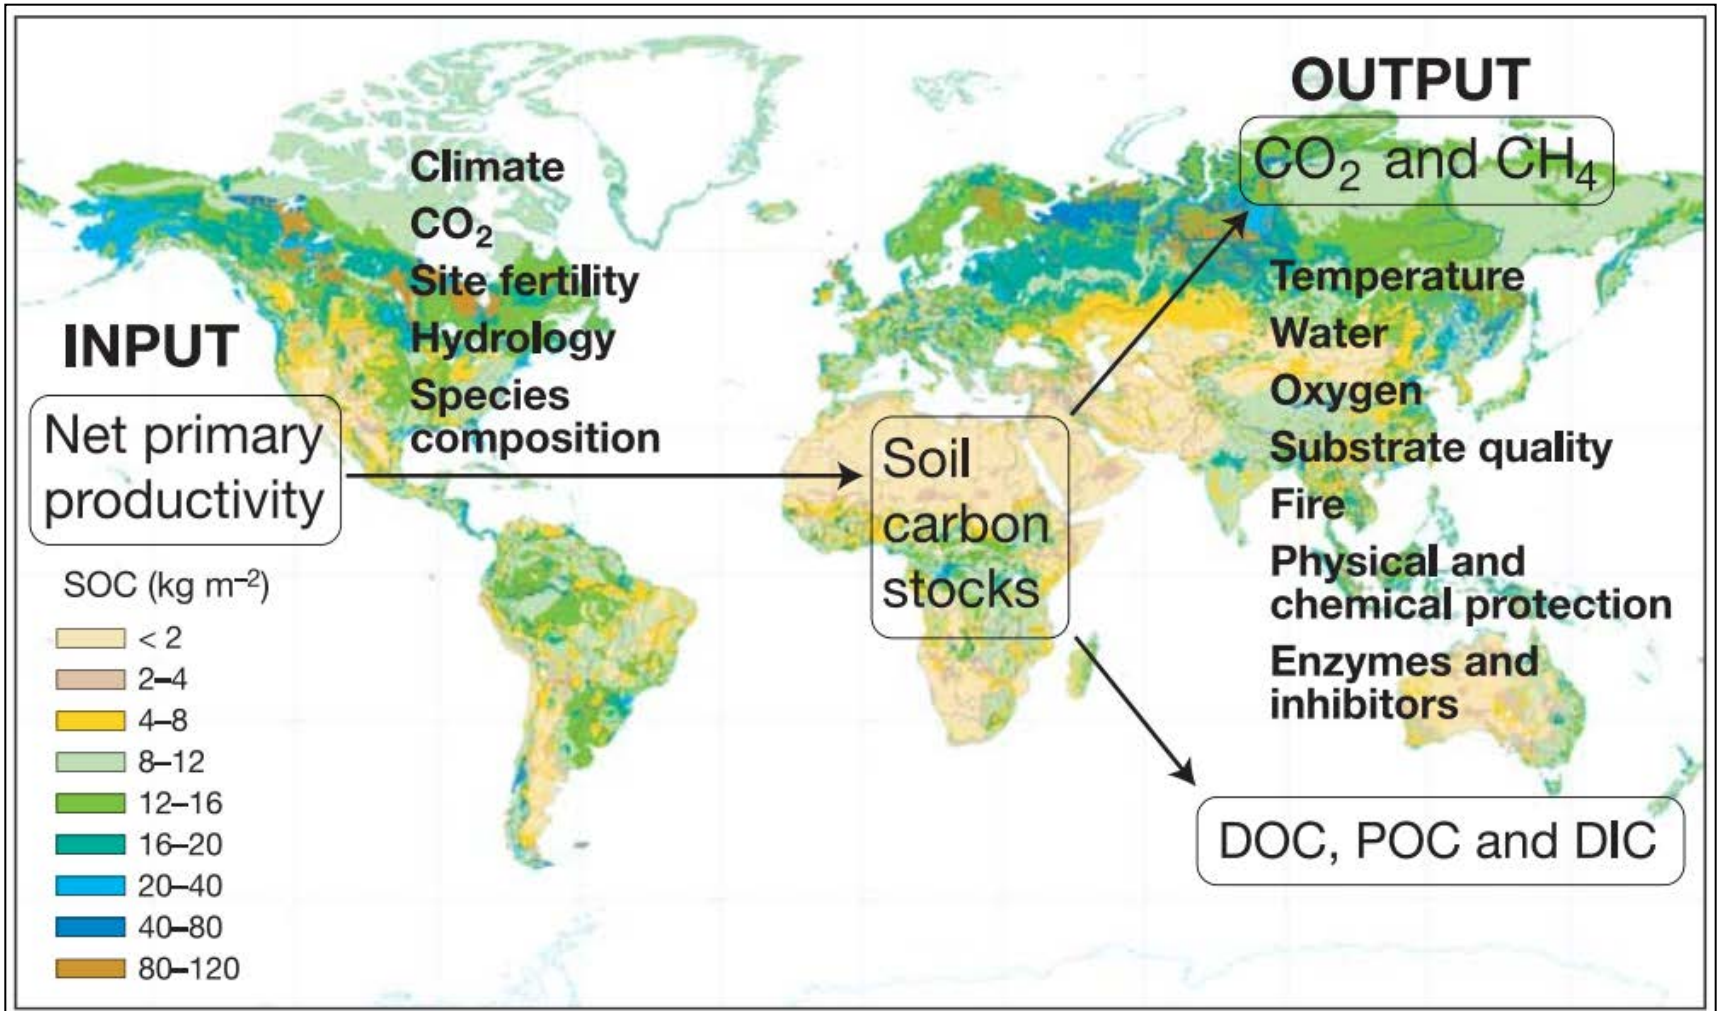 INPUT
Net primary
productivity
Climate
CO₂
Site fertility
Hydrology
Species
composition
Soil
carbon
stocks
OUTPUT
CO₂ and CH₄
Temperature
Water
Oxygen
Substrate quality
Fire
Physical and
chemical protection
Enzymes and
inhibitors
DOC, POC and DIC
SOC (kg m⁻²)
< 2
2–4
4–8
8–12
12–16
16–20
20–40
40–80
80–120